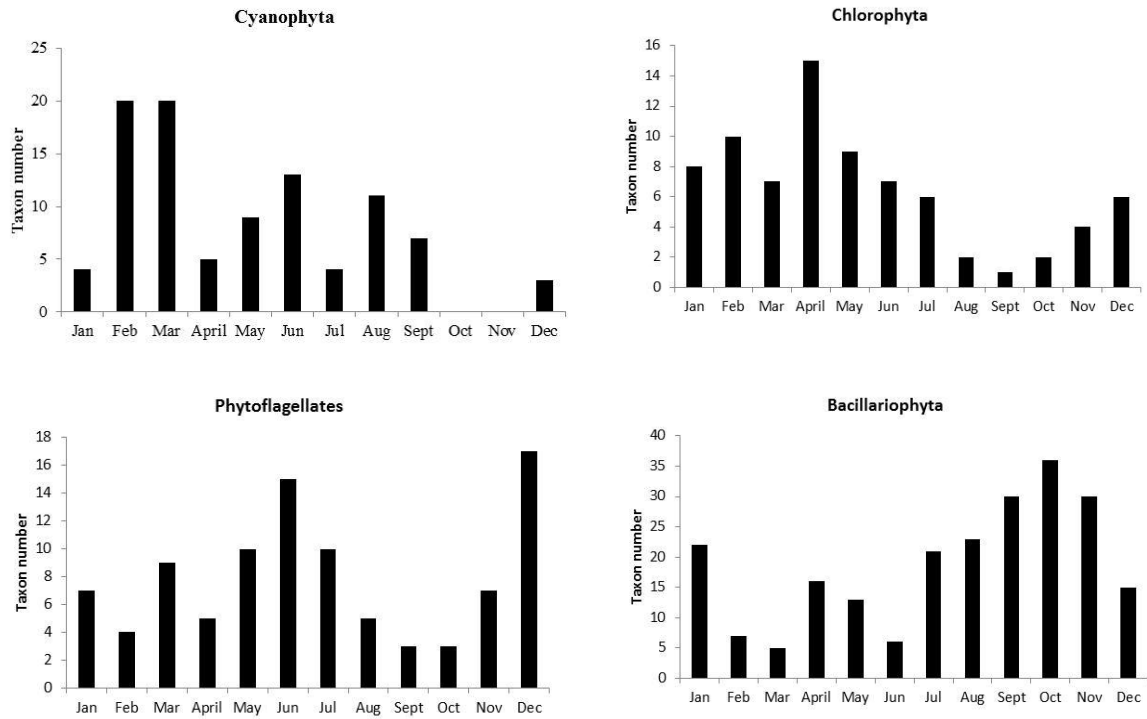 Cyanophyta
Taxon number
25
20
15
10
5
0
Jan Feb Mar April May Jun Jul Aug Sept Oct Nov Dec
Chlorophyta
Taxon number
16
14
12
10
8
6
4
2
0
Jan Feb Mar April May Jun Jul Aug Sept Oct Nov Dec
Phytoflagellates
Taxon number
18
16
14
12
10
8
6
4
2
0
Jan Feb Mar April May Jun Jul Aug Sept Oct Nov Dec
Bacillariophyta
Taxon number
40
35
30
25
20
15
10
5
0
Jan Feb Mar April May Jun Jul Aug Sept Oct Nov Dec